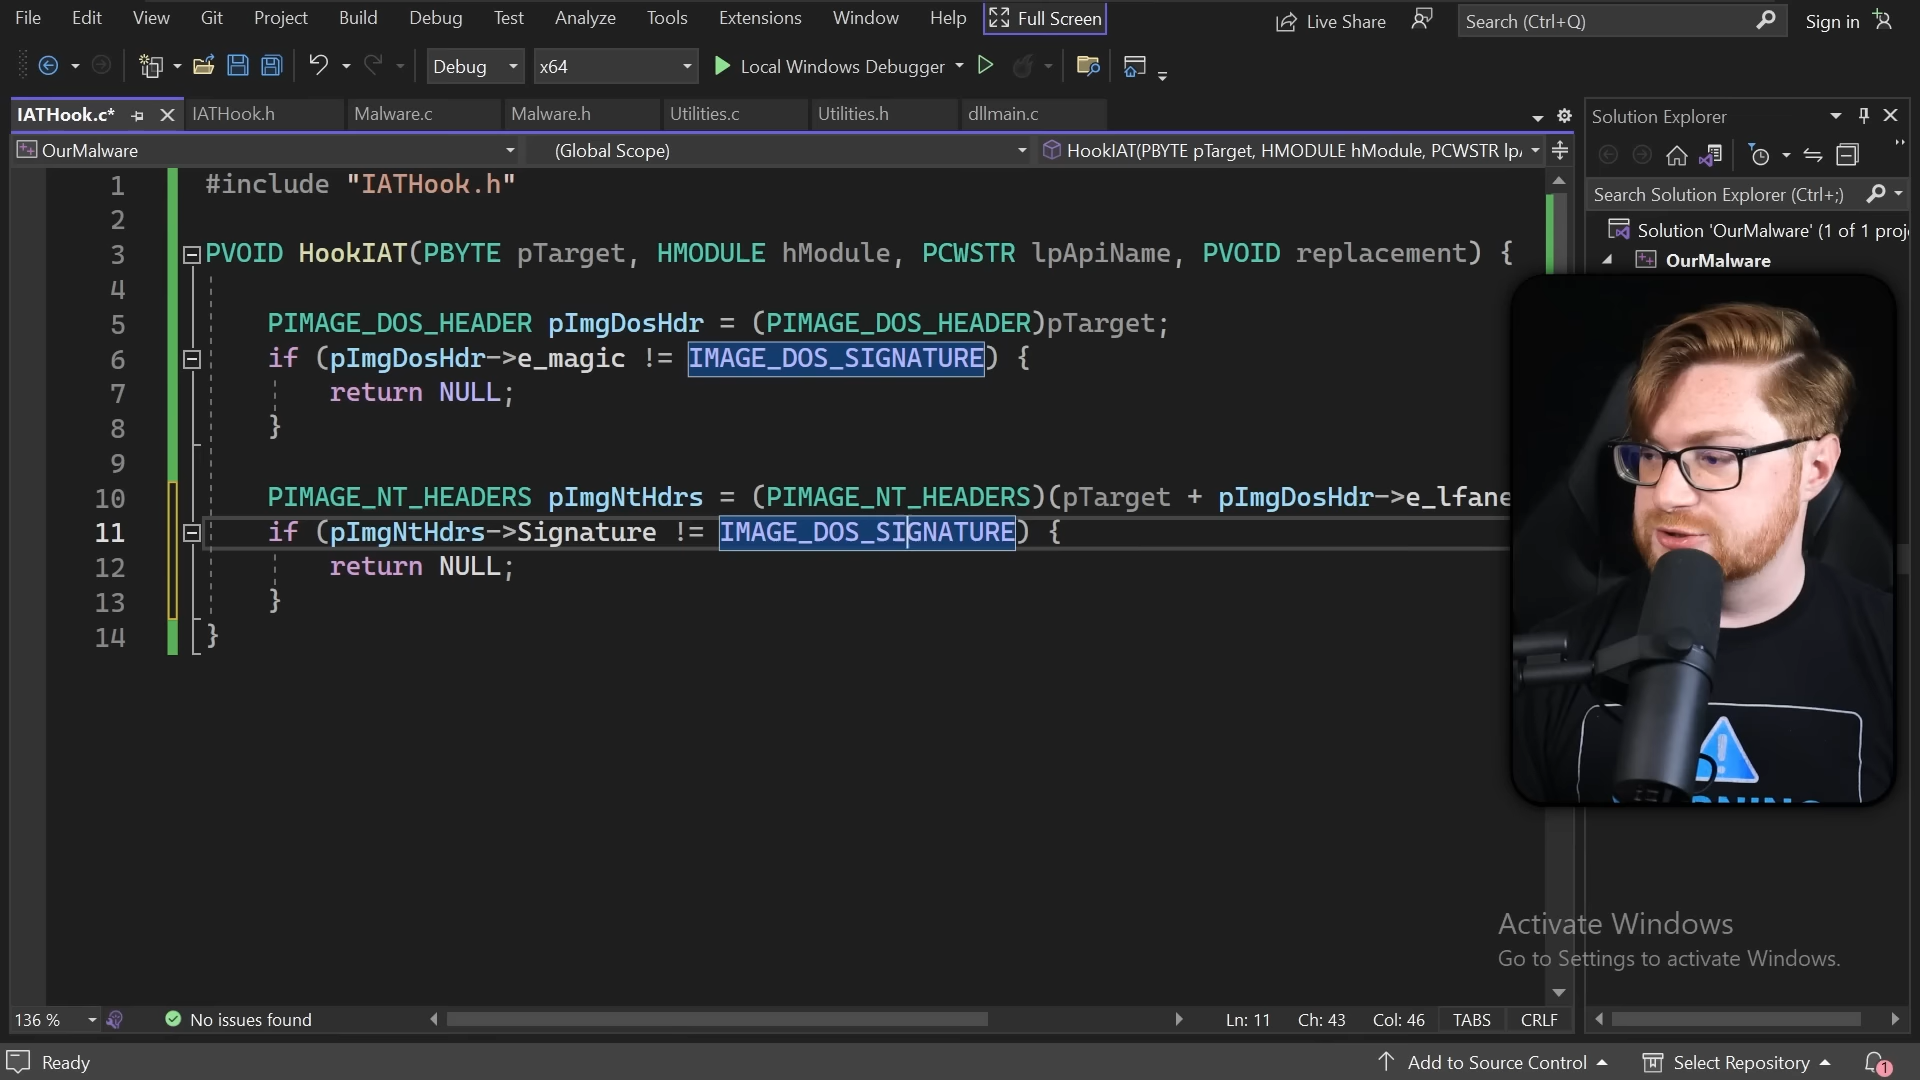 File Edit View Git Project Build Debug Test Analyze Tools Extensions Window Help Full Screen Live Share Search (Ctrl+Q) Sign in
Debug x64 Local Windows Debugger
IATHook.c* IATHook.h Malware.c Malware.h Utilities.c Utilities.h dllmain.c
OurMalware (Global Scope) HookIAT(PBYTE pTarget, HMODULE hModule, PCWSTR
1 #include "IATHook.h"
2
3 PVOID HookIAT(PBYTE pTarget, HMODULE hModule, PCWSTR lpApiName, PVOID replacement) {
4
5 PIMAGE_DOS_HEADER pImgDosHdr = (PIMAGE_DOS_HEADER)pTarget;
6 if (pImgDosHdr->e_magic != IMAGE_DOS_SIGNATURE) {
7 return NULL;
8 }
9
10 PIMAGE_NT_HEADERS pImgNtHdrs = (PIMAGE_NT_HEADERS)(pTarget + pImgDosHdr->e_lfane
11 if (pImgNtHdrs->Signature != IMAGE_DOS_SIGNATURE) {
12 return NULL;
13 }
14 }
Solution Explorer
Search Solution Explorer (Ctrl+;)
Solution 'OurMalware' (1 of 1 proj
OurMalware
Activate Windows
Go to Settings to activate Windows.
136 % No issues found Ln: 11 Ch: 43 Col: 46 TABS CRLF
Ready Add to Source Control Select Repository 1